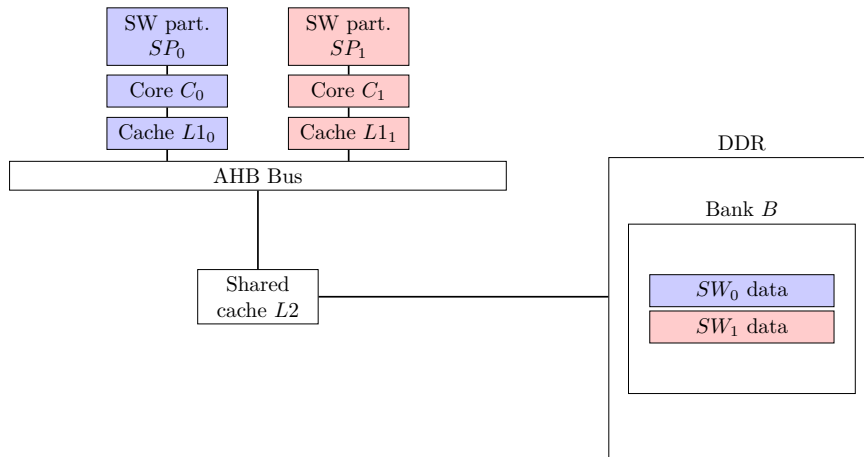 SW part.
SP₀
SW part.
SP₁
Core C₀
Core C₁
Cache L1₀
Cache L1₁
AHB Bus
DDR
Bank B
Shared
cache L2
SW₀ data
SW₁ data